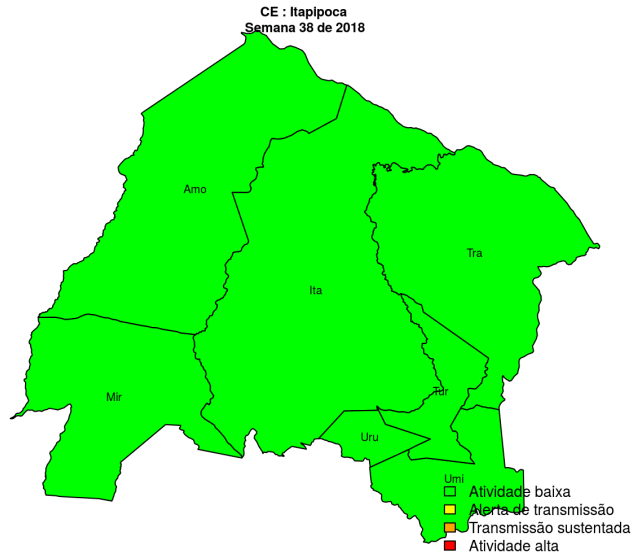 CE : Itapipoca
Semana 38 de 2018
Amo
Tra
Ita
Mir
Tur
Uru
Umi
Atividade baixa
Alerta de transmissão
Transmissão sustentada
Atividade alta